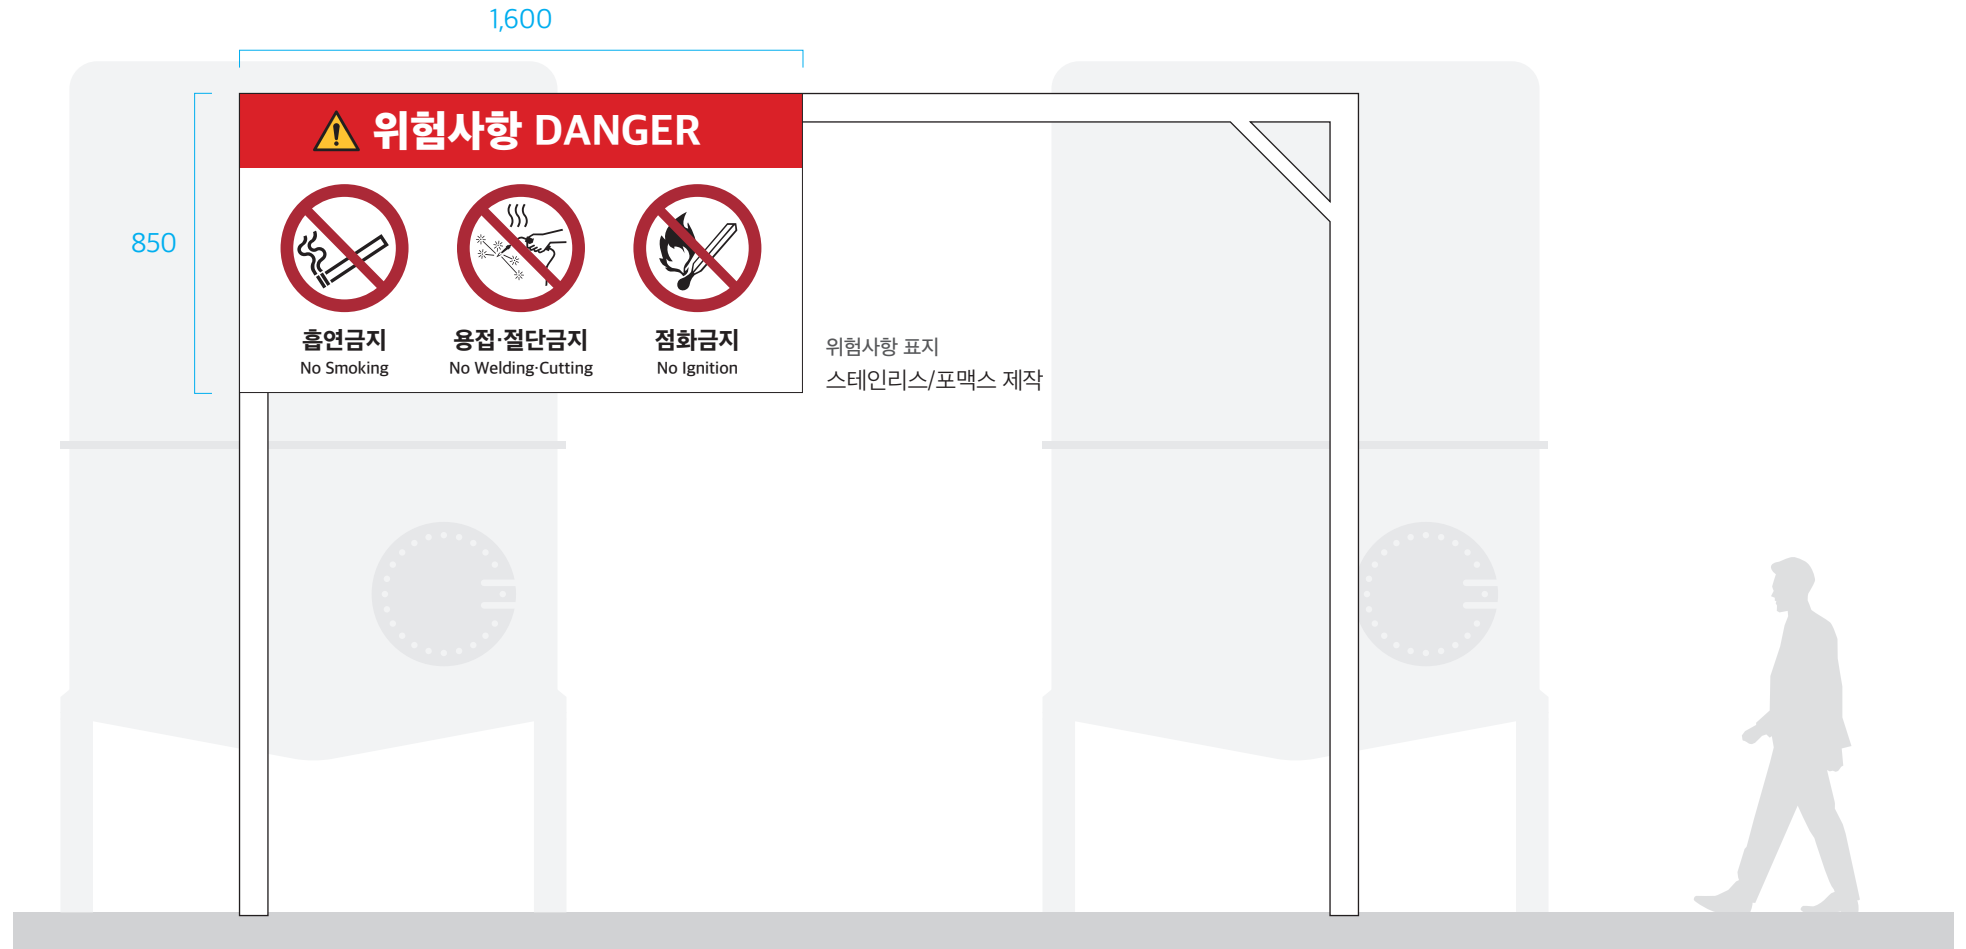 1,600
850
위험사항 DANGER
흡연금지
No Smoking
용접·절단금지
No Welding·Cutting
점화금지
No Ignition
위험사항 표지
스테인리스/포맥스 제작